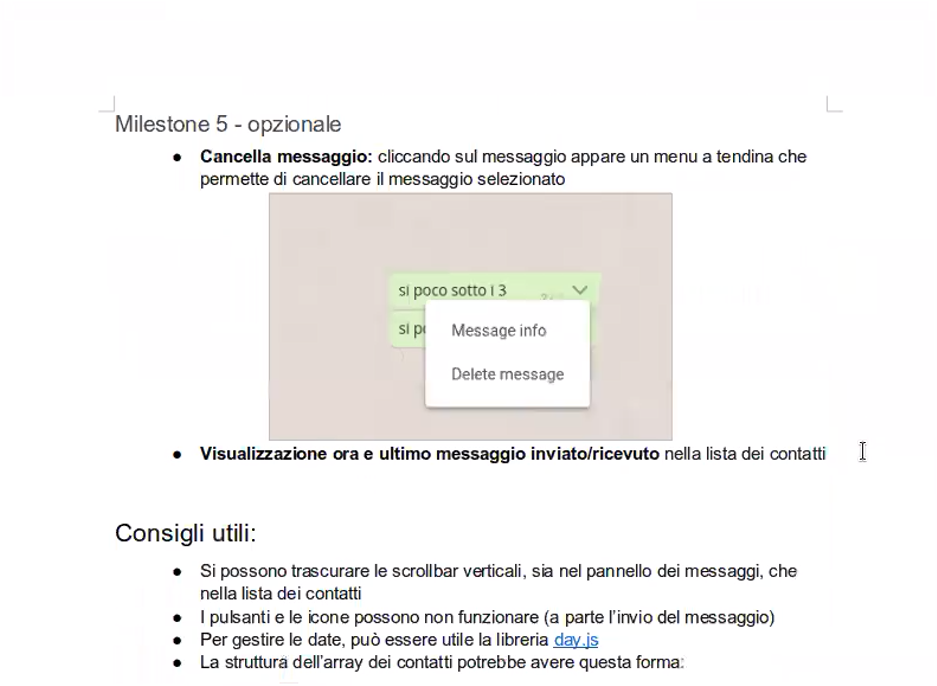 Milestone 5 - opzionale
● Cancella messaggio: cliccando sul messaggio appare un menu a tendina che
permette di cancellare il messaggio selezionato
si poco sotto i 3
si po
Message info
Delete message
● Visualizzazione ora e ultimo messaggio inviato/ricevuto nella lista dei contatti
Consigli utili:
● Si possono trascurare le scrollbar verticali, sia nel pannello dei messaggi, che
nella lista dei contatti
● I pulsanti e le icone possono non funzionare (a parte l'invio del messaggio)
● Per gestire le date, può essere utile la libreria day.js
● La struttura dell'array dei contatti potrebbe avere questa forma: